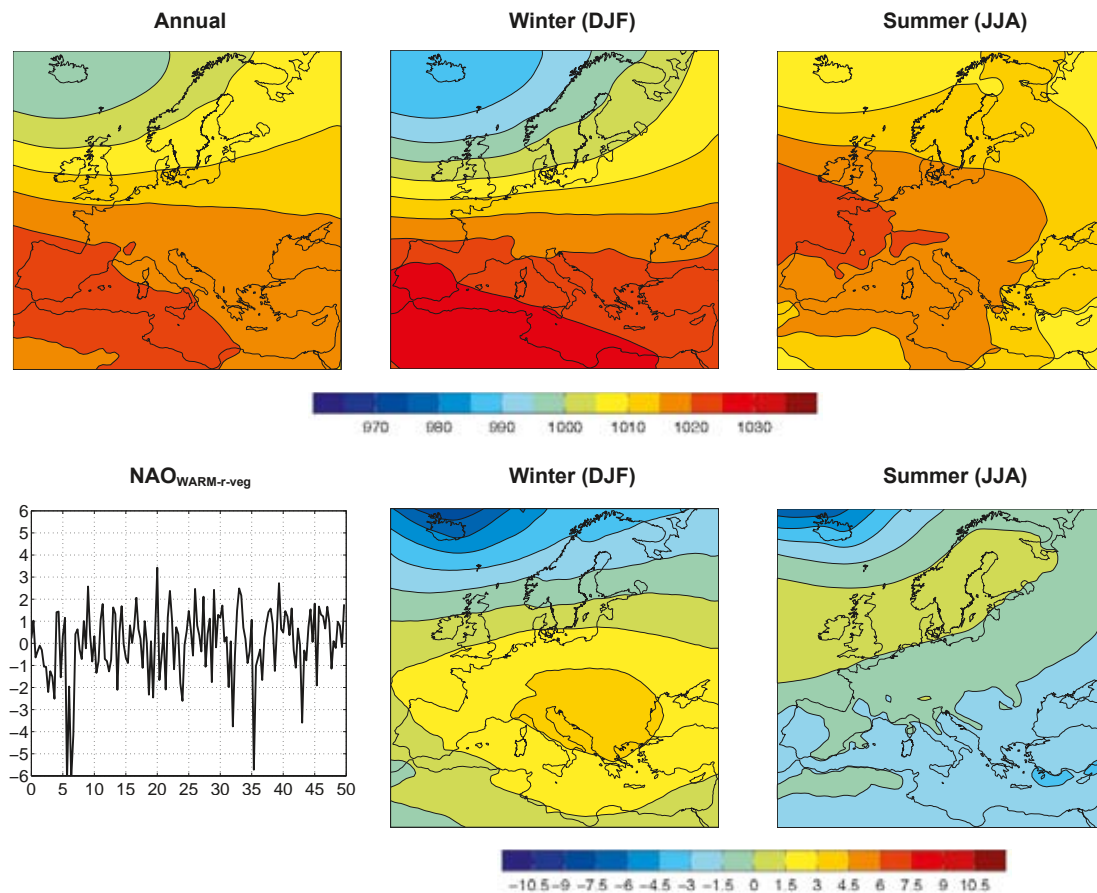 Annual Winter (DJF) Summer (JJA)
970 980 990 1000 1010 1020 1030
NAOWARM-r-veg Winter (DJF) Summer (JJA)
6
5
4
3
2
1
0
−1
−2
−3
−4
−5
−6
0 5 10 15 20 25 30 35 40 45 50
−10.5 −9 −7.5 −6 −4.5 −3 −1.5 0 1.5 3 4.5 6 7.5 9 10.5